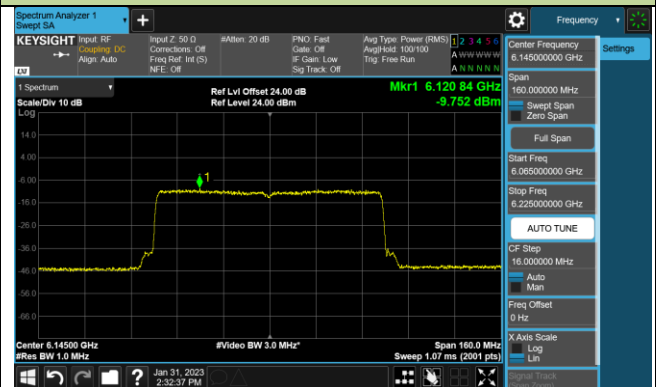 Spectrum Analyzer 1
Swept SA
+
Frequency
KEYSIGHT
Input: RF
Coupling: DC
Align: Auto
Input Z: 50 Ω
Corrections: Off
Freq Ref: Int (S)
NFE: Off
#Atten: 20 dB
PNO: Fast
Gate: Off
IF Gain: Low
Sig Track: Off
Avg Type: Power (RMS)
Avg|Hold: 100/100
Trig: Free Run
1 2 3 4 5 6
A W W W W W
A N N N N N
LXI
1 Spectrum
Scale/Div 10 dB
Log
Ref Lvl Offset 24.00 dB
Ref Level 24.00 dBm
Mkr1 6.120 84 GHz
-9.752 dBm
14.0
4.00
-6.00
-16.0
-26.0
-36.0
-46.0
-56.0
-66.0
1
Center 6.14500 GHz
#Res BW 1.0 MHz
#Video BW 3.0 MHz*
Span 160.0 MHz
Sweep 1.07 ms (2001 pts)
Jan 31, 2023
2:32:37 PM
?
Center Frequency
6.145000000 GHz
Span
160.000000 MHz
Swept Span
Zero Span
Full Span
Start Freq
6.065000000 GHz
Stop Freq
6.225000000 GHz
AUTO TUNE
CF Step
16.000000 MHz
Auto
Man
Freq Offset
0 Hz
X Axis Scale
Log
Lin
Signal Track
(Span Zoom)
Settings